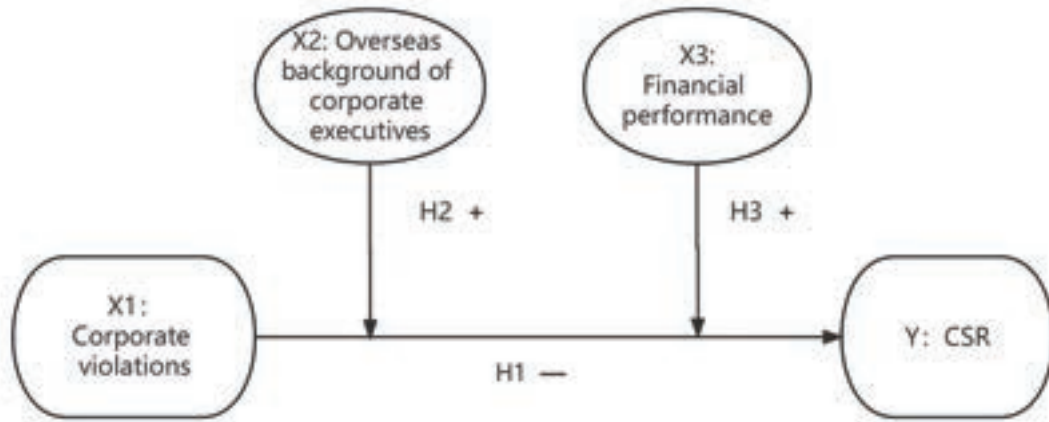 X2: Overseas
background of
corporate
executives
X3:
Financial
performance
H2 +
H3 +
X1:
Corporate
violations
Y: CSR
H1 —